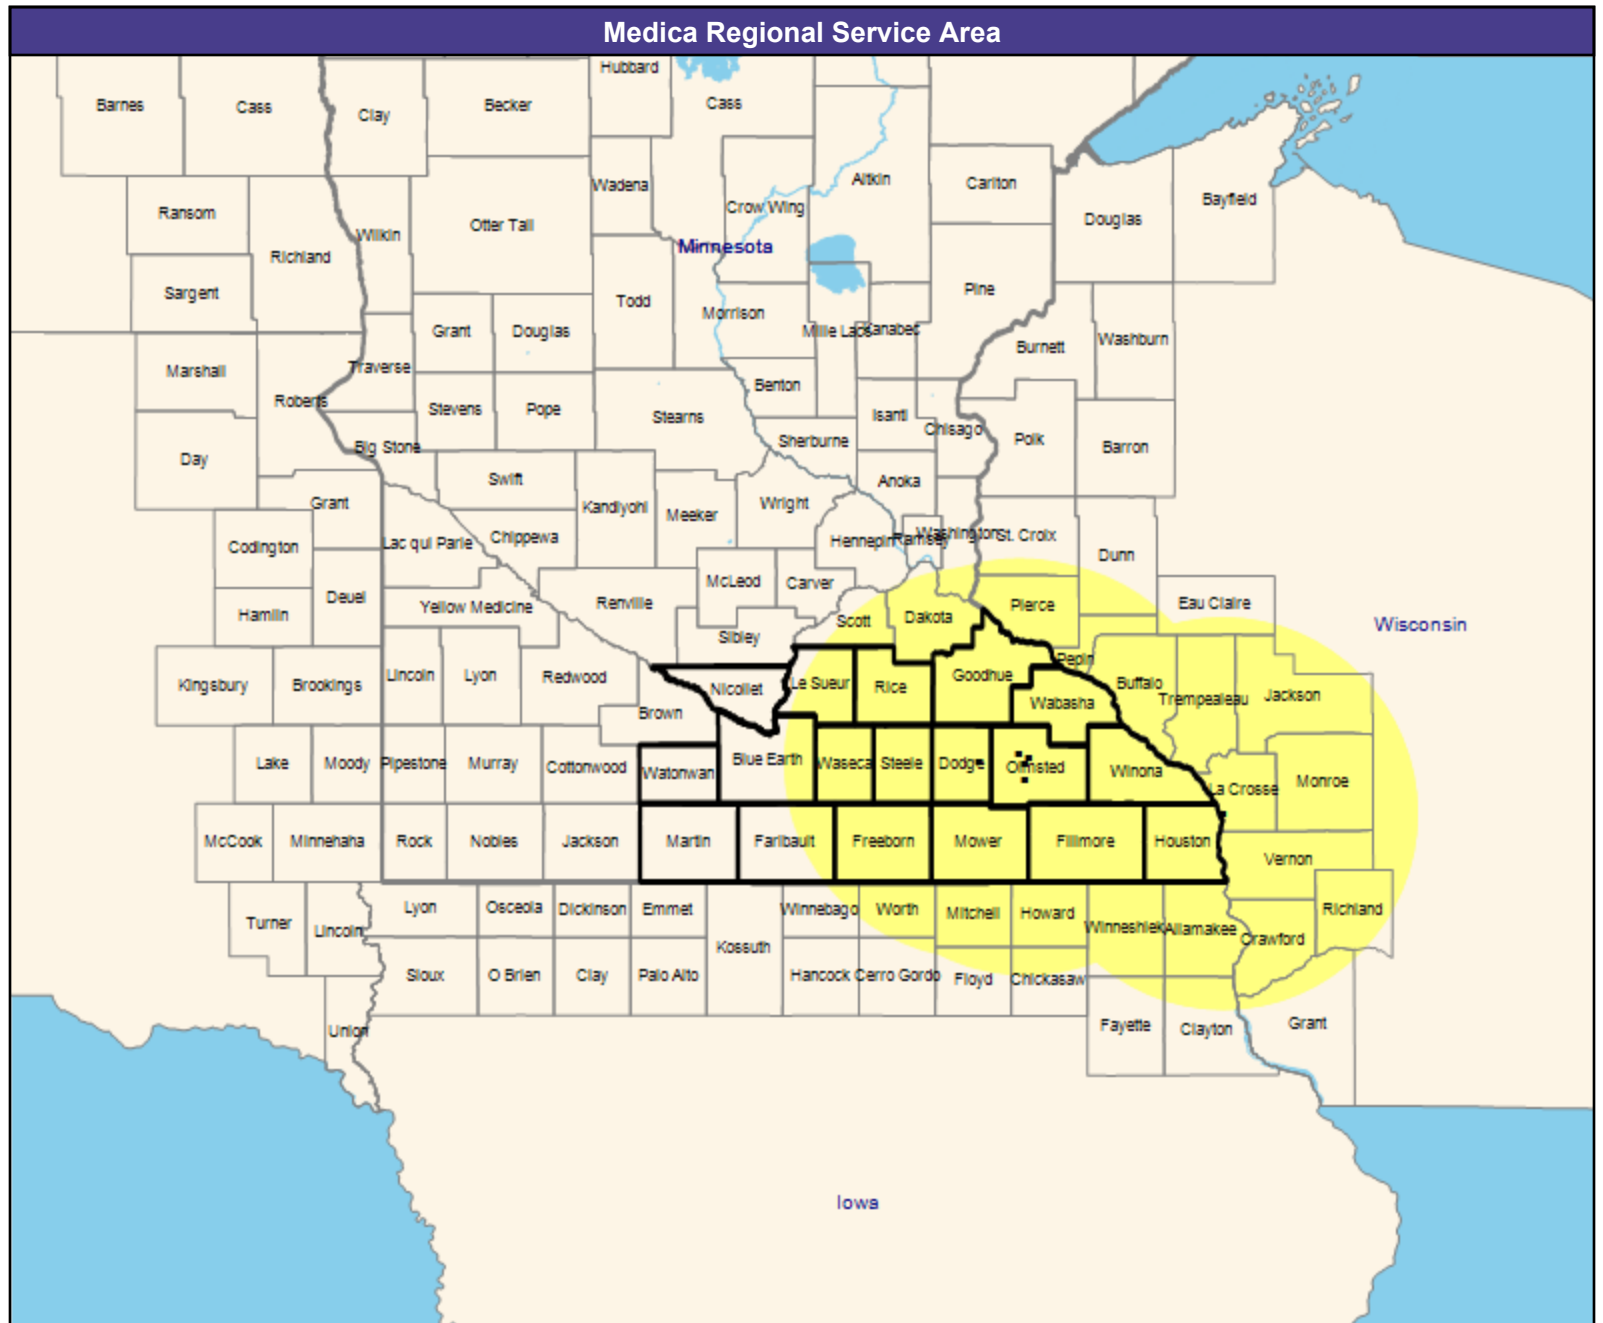 Medica Regional Service Area
Hubbard
Barnes
Cass
Clay
Becker
Cass
Wadena
Aitkin
Carlton
Ransom
Crow Wing
Bayfield
Douglas
Otter Tail
Wilkin
Minnesota
Richland
Sargent
Todd
Pine
Morrison
Grant
Douglas
Mille Lacs
Kanabec
Burnett
Washburn
Marshall
Traverse
Benton
Roberts
Stevens
Pope
Stearns
Isanti
Chisago
Polk
Barron
Sherburne
Big Stone
Day
Swift
Anoka
Grant
Kandiyohi
Meeker
Wright
Codington
Lac qui Parle
Chippewa
Hennepin
Ramsey
Washington
St. Croix
Dunn
McLeod
Carver
Deuel
Yellow Medicine
Renville
Pierce
Eau Claire
Hamlin
Sibley
Scott
Dakota
Wisconsin
Pepin
Kingsbury
Brookings
Lincoln
Lyon
Redwood
Nicollet
Le Sueur
Rice
Goodhue
Buffalo
Trempealeau
Jackson
Brown
Wabasha
Lake
Moody
Pipestone
Murray
Cottonwood
Watonwan
Blue Earth
Waseca
Steele
Dodge
Olmsted
Winona
La Crosse
Monroe
McCook
Minnehaha
Rock
Nobles
Jackson
Martin
Faribault
Freeborn
Mower
Fillmore
Houston
Vernon
Turner
Lincoln
Lyon
Osceola
Dickinson
Emmet
Winnebago
Worth
Mitchell
Howard
Winneshiek
Allamakee
Crawford
Richland
Kossuth
Sioux
O Brien
Clay
Palo Alto
Hancock
Cerro Gordo
Floyd
Chickasaw
Union
Fayette
Clayton
Grant
Iowa